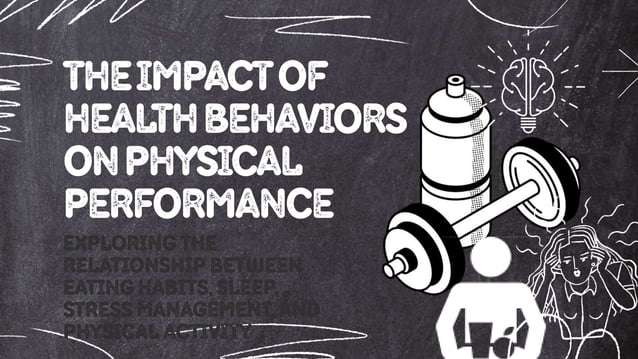 THE IMPACT OF
HEALTH BEHAVIORS
ON PHYSICAL
PERFORMANCE
EXPLORING THE
RELATIONSHIP BETWEEN
EATING HABITS, SLEEP,
STRESS MANAGEMENT AND
PHYSICAL ACTIVITY